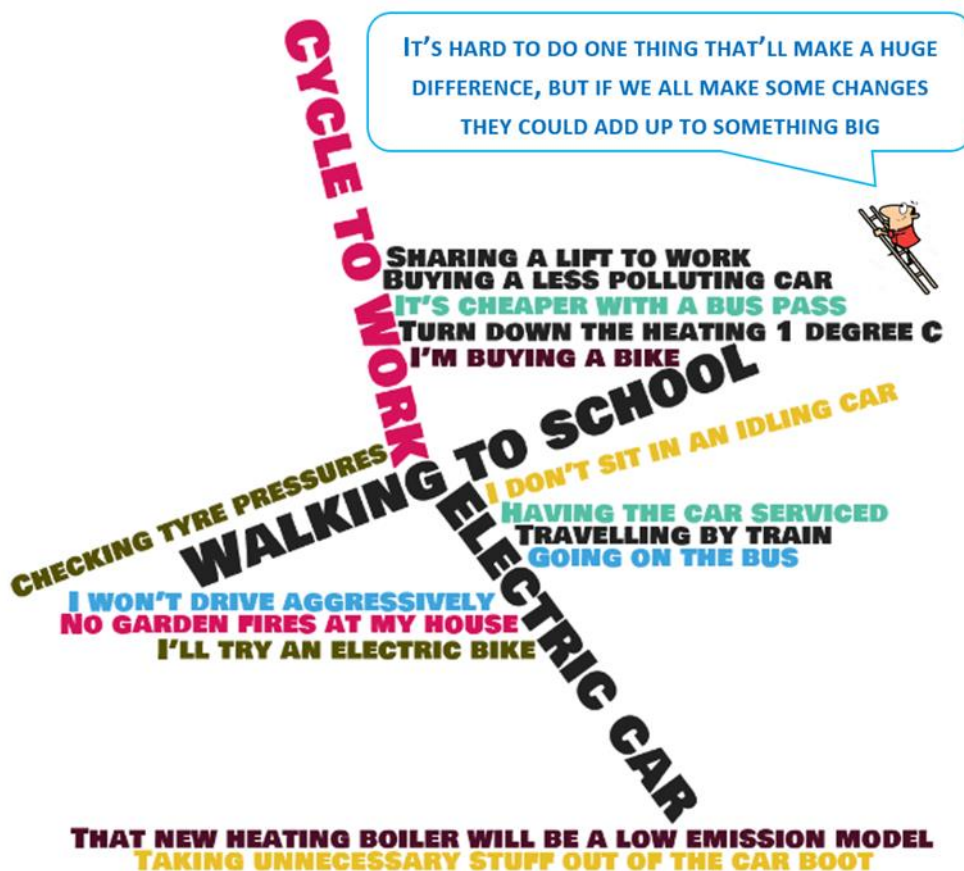 IT'S HARD TO DO ONE THING THAT'LL MAKE A HUGE
DIFFERENCE, BUT IF WE ALL MAKE SOME CHANGES
THEY COULD ADD UP TO SOMETHING BIG
CYCLE TO WORK
SHARING A LIFT TO WORK
BUYING A LESS POLLUTING CAR
IT'S CHEAPER WITH A BUS PASS
TURN DOWN THE HEATING 1 DEGREE C
I'M BUYING A BIKE
WALKING TO SCHOOL
I DON'T SIT IN AN IDLING CAR
CHECKING TYRE PRESSURES
HAVING THE CAR SERVICED
TRAVELLING BY TRAIN
GOING ON THE BUS
ELECTRIC CAR
I WON'T DRIVE AGGRESSIVELY
NO GARDEN FIRES AT MY HOUSE
I'LL TRY AN ELECTRIC BIKE
THAT NEW HEATING BOILER WILL BE A LOW EMISSION MODEL
TAKING UNNECESSARY STUFF OUT OF THE CAR BOOT